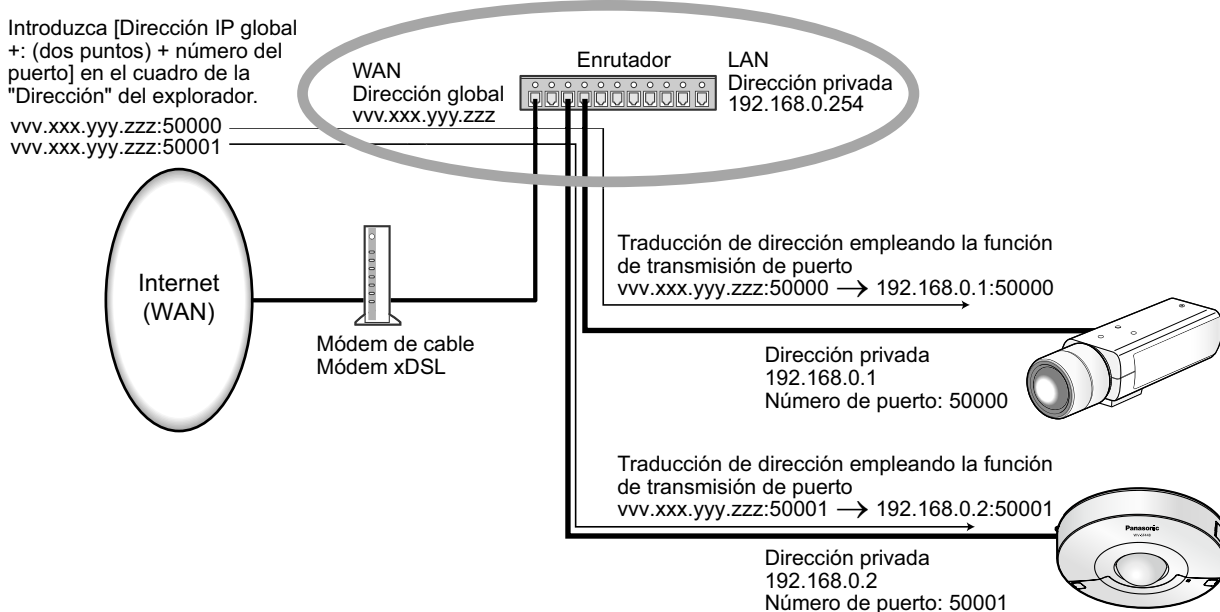 Introduzca [Dirección IP global
+: (dos puntos) + número del
puerto] en el cuadro de la
"Dirección" del explorador.
vvv.xxx.yyy.zzz:50000
vvv.xxx.yyy.zzz:50001
WAN
Dirección global
vvv.xxx.yyy.zzz
Enrutador
LAN
Dirección privada
192.168.0.254
Internet
(WAN)
Módem de cable
Módem xDSL
Traducción de dirección empleando la función
de transmisión de puerto
vvv.xxx.yyy.zzz:50000 → 192.168.0.1:50000
Dirección privada
192.168.0.1
Número de puerto: 50000
Traducción de dirección empleando la función
de transmisión de puerto
vvv.xxx.yyy.zzz:50001 → 192.168.0.2:50001
Panasonic
Dirección privada
192.168.0.2
Número de puerto: 50001